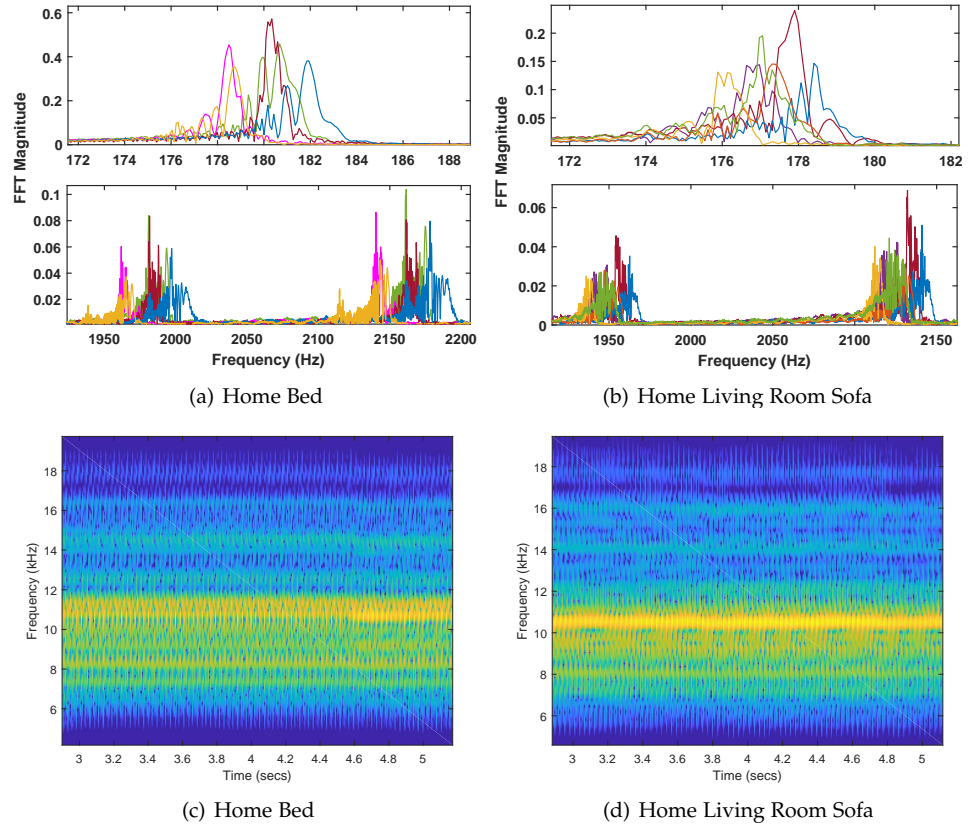 0.6
0.4
0.2
0
172 174 176 178 180 182 184 186 188
0.1
0.08
0.06
0.04
0.02
1950 2000 2050 2100 2150 2200
FFT Magnitude
Frequency (Hz)
(a) Home Bed
0.2
0.15
0.1
0.05
172 174 176 178 180 182
0.06
0.04
0.02
0
1950 2000 2050 2100 2150
FFT Magnitude
Frequency (Hz)
(b) Home Living Room Sofa
18
16
14
12
10
8
6
Frequency (kHz)
3 3.2 3.4 3.6 3.8 4 4.2 4.4 4.6 4.8 5
Time (secs)
(c) Home Bed
18
16
14
12
10
8
6
Frequency (kHz)
3 3.2 3.4 3.6 3.8 4 4.2 4.4 4.6 4.8 5
Time (secs)
(d) Home Living Room Sofa